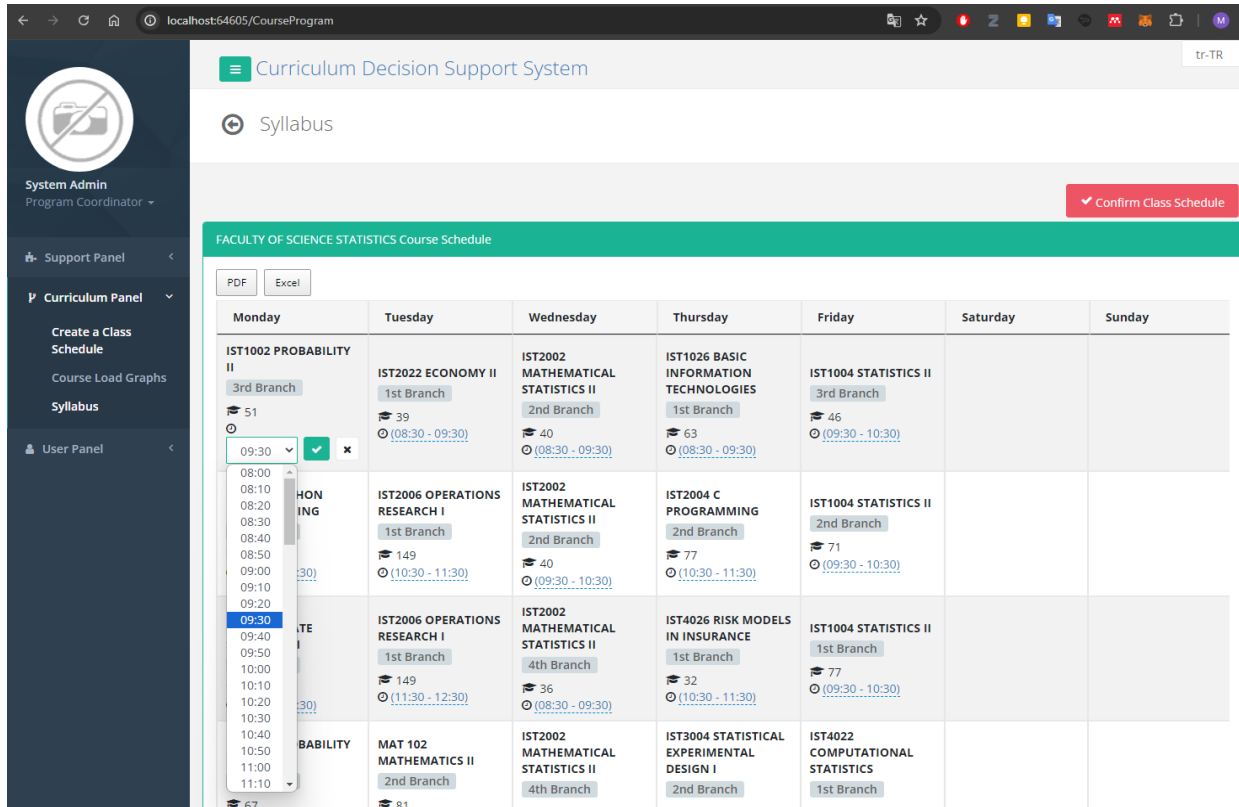 localhost:64605/CourseProgram
tr-TR
Curriculum Decision Support System
Syllabus
System Admin
Program Coordinator
Confirm Class Schedule
Support Panel
Curriculum Panel
Create a Class
Schedule
Course Load Graphs
Syllabus
User Panel
FACULTY OF SCIENCE STATISTICS Course Schedule
PDF Excel
Monday Tuesday Wednesday Thursday Friday Saturday Sunday
IST1002 PROBABILITY
II
3rd Branch
51
09:30
IST2022 ECONOMY II
1st Branch
39
(08:30 - 09:30)
IST2002
MATHEMATICAL
STATISTICS II
2nd Branch
40
(08:30 - 09:30)
IST1026 BASIC
INFORMATION
TECHNOLOGIES
1st Branch
63
(08:30 - 09:30)
IST1004 STATISTICS II
3rd Branch
46
(09:30 - 10:30)
08:00
08:10
08:20
08:30
08:40
08:50
09:00
09:10
09:20
09:30
09:40
09:50
10:00
10:10
10:20
10:30
10:40
10:50
11:00
11:10
HON
ING
:30)
IST2006 OPERATIONS
RESEARCH I
1st Branch
149
(10:30 - 11:30)
IST2002
MATHEMATICAL
STATISTICS II
2nd Branch
40
(09:30 - 10:30)
IST2004 C
PROGRAMMING
2nd Branch
77
(10:30 - 11:30)
IST1004 STATISTICS II
2nd Branch
71
(09:30 - 10:30)
TE
I
:30)
IST2006 OPERATIONS
RESEARCH I
1st Branch
149
(11:30 - 12:30)
IST2002
MATHEMATICAL
STATISTICS II
4th Branch
36
(08:30 - 09:30)
IST4026 RISK MODELS
IN INSURANCE
1st Branch
32
(10:30 - 11:30)
IST1004 STATISTICS II
1st Branch
77
(09:30 - 10:30)
BABILITY
67
MAT 102
MATHEMATICS II
2nd Branch
81
IST2002
MATHEMATICAL
STATISTICS II
4th Branch
IST3004 STATISTICAL
EXPERIMENTAL
DESIGN I
2nd Branch
IST4022
COMPUTATIONAL
STATISTICS
1st Branch